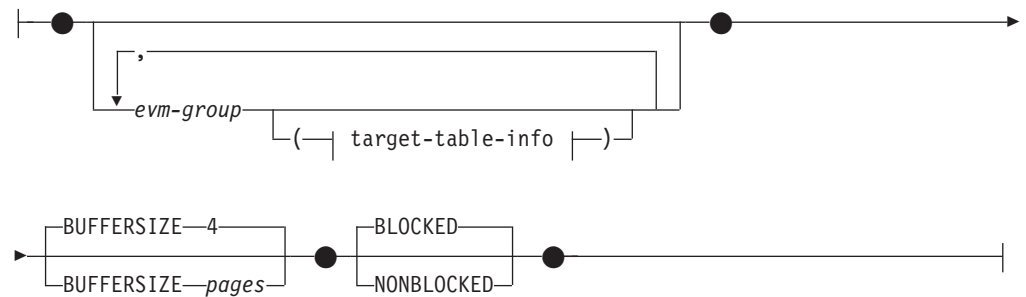 ,
evm-group
( target-table-info )
BUFFERSIZE 4 BLOCKED
BUFFERSIZE pages NONBLOCKED